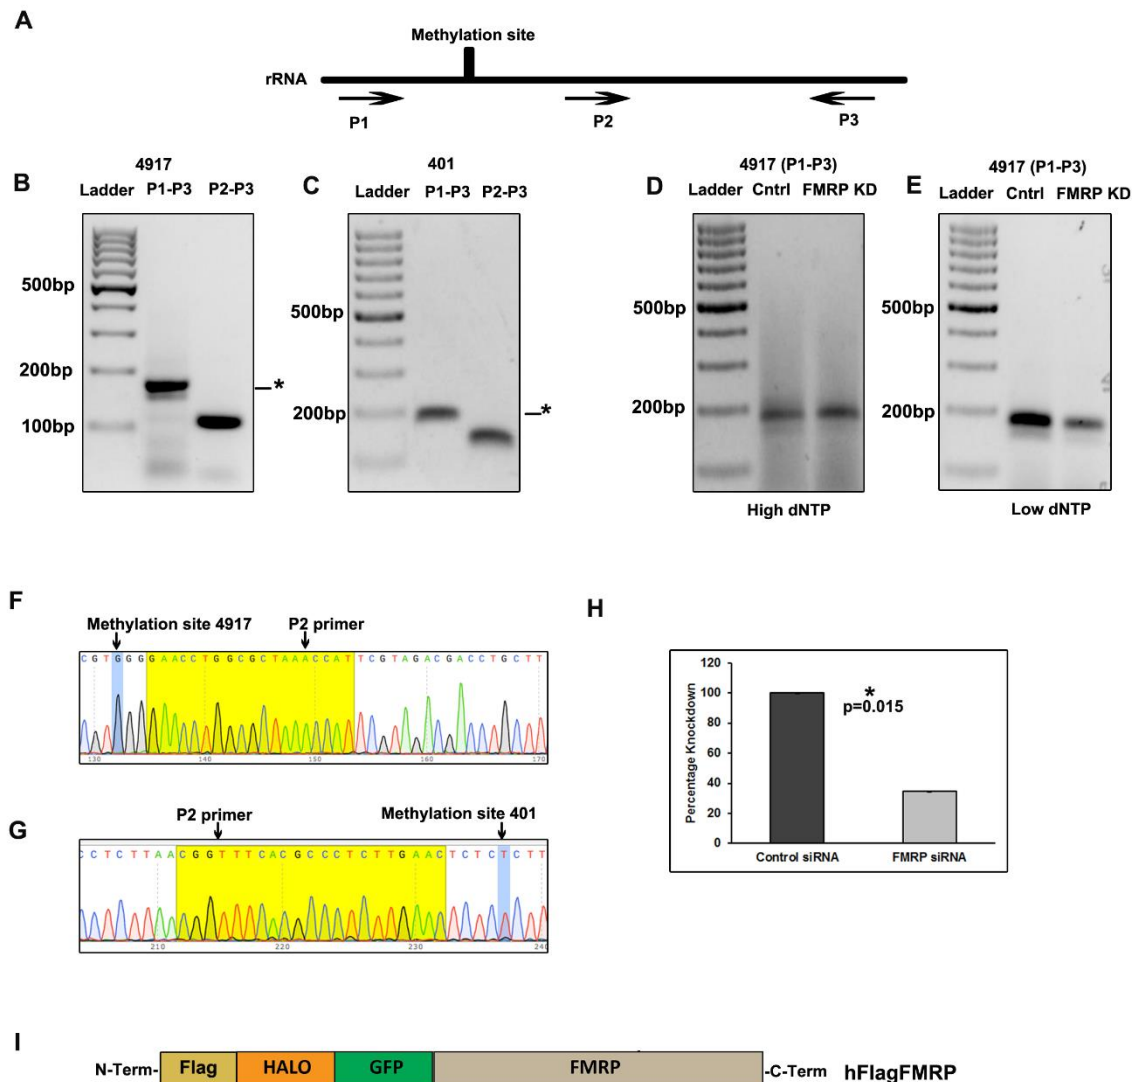 A
Methylation site
rRNA
P1
P2
P3
B
4917
Ladder P1-P3 P2-P3
500bp
200bp
100bp
*
C
401
Ladder P1-P3 P2-P3
500bp
200bp
*
D
4917 (P1-P3)
Ladder Cntrl FMRP KD
500bp
200bp
High dNTP
E
4917 (P1-P3)
Ladder Cntrl FMRP KD
500bp
200bp
Low dNTP
F
Methylation site 4917
P2 primer
C G T G G G G A A C C T G G C G C T A A A C C A T T C G T A G A C G A C C T G C T T
130 140 150 160 170
G
P2 primer
Methylation site 401
C C T C T T A A C G G T T T C A C G C C C T C T T G A A C T C T C T C T T
210 220 230 240
H
Percentage Knockdown
120
100
80
60
40
20
0
*
p=0.015
Control siRNA
FMRP siRNA
I
N-Term- Flag HALO GFP FMRP -C-Term hFlagFMRP